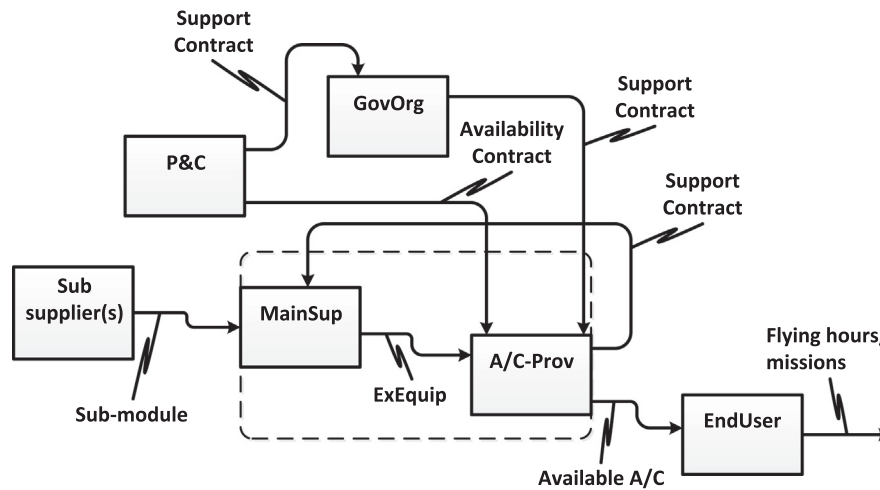 Support
Contract
GovOrg
Support
Contract
Availability
Contract
P&C
Support
Contract
Sub
supplier(s)
MainSup
A/C-Prov
Flying hours,
missions
ExEquip
Sub-module
EndUser
Available A/C